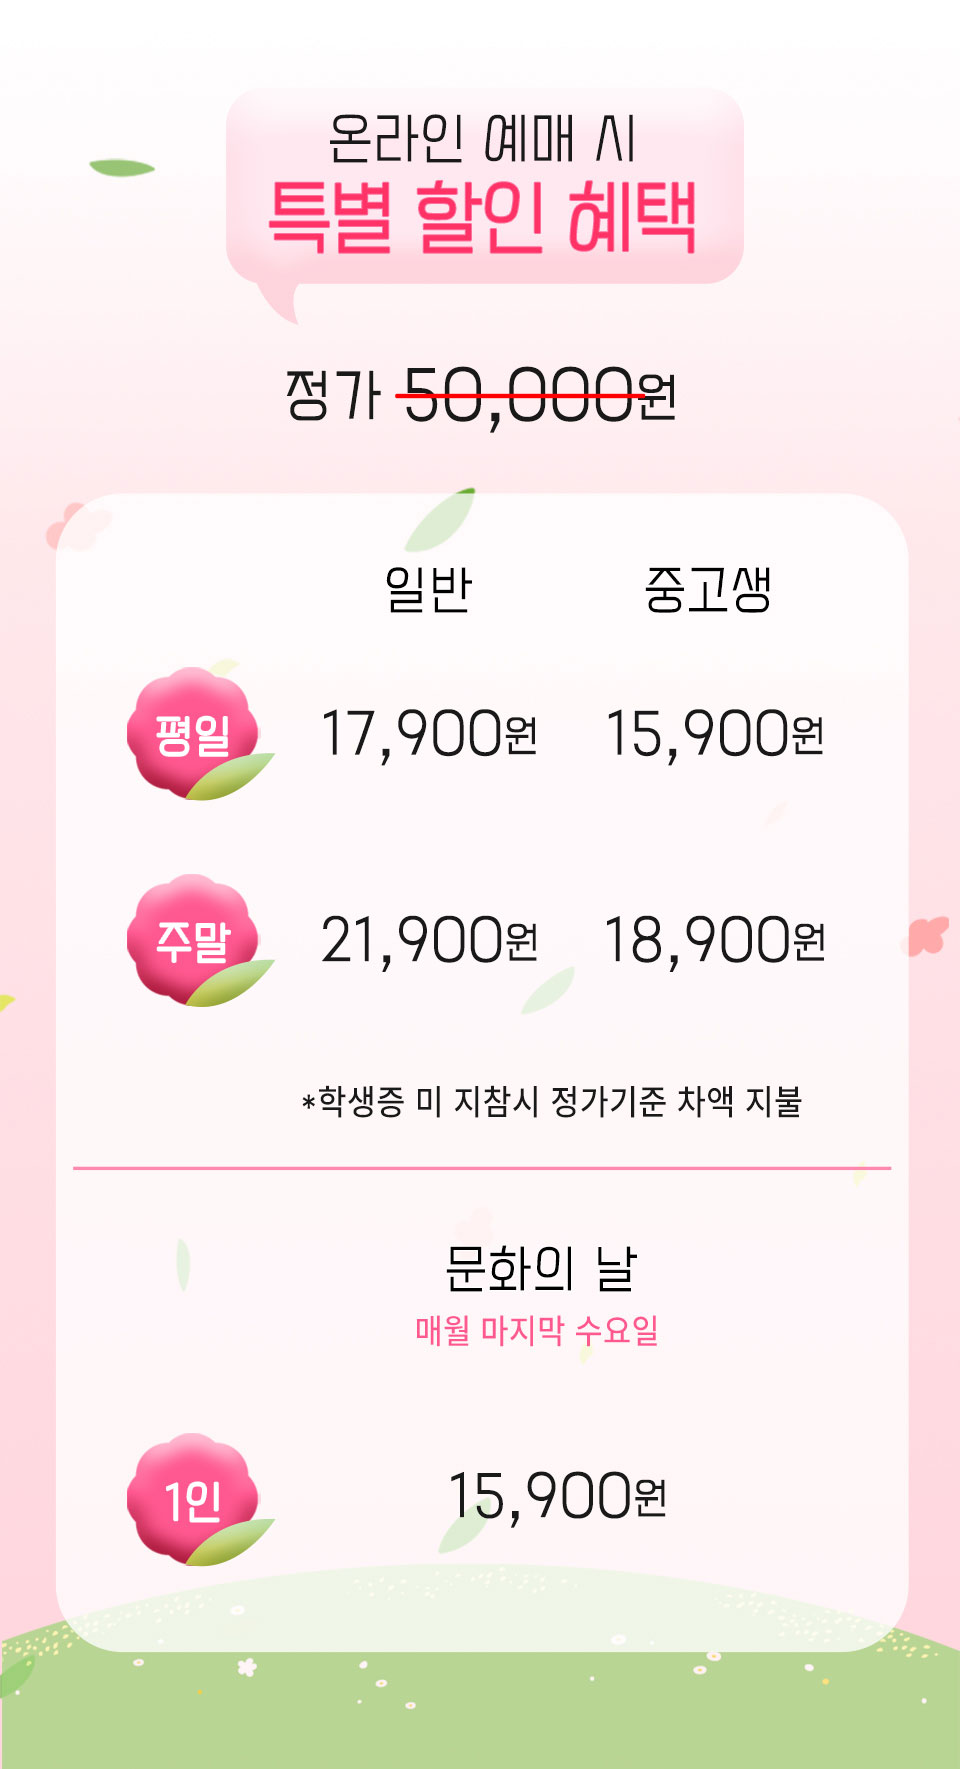 온라인 예매 시
특별 할인 혜택
정가 50,000원
일반 중고생
평일 17,900원 15,900원
주말 21,900원 18,900원
*학생증 미 지참시 정가기준 차액 지불
문화의 날
매월 마지막 수요일
1인 15,900원